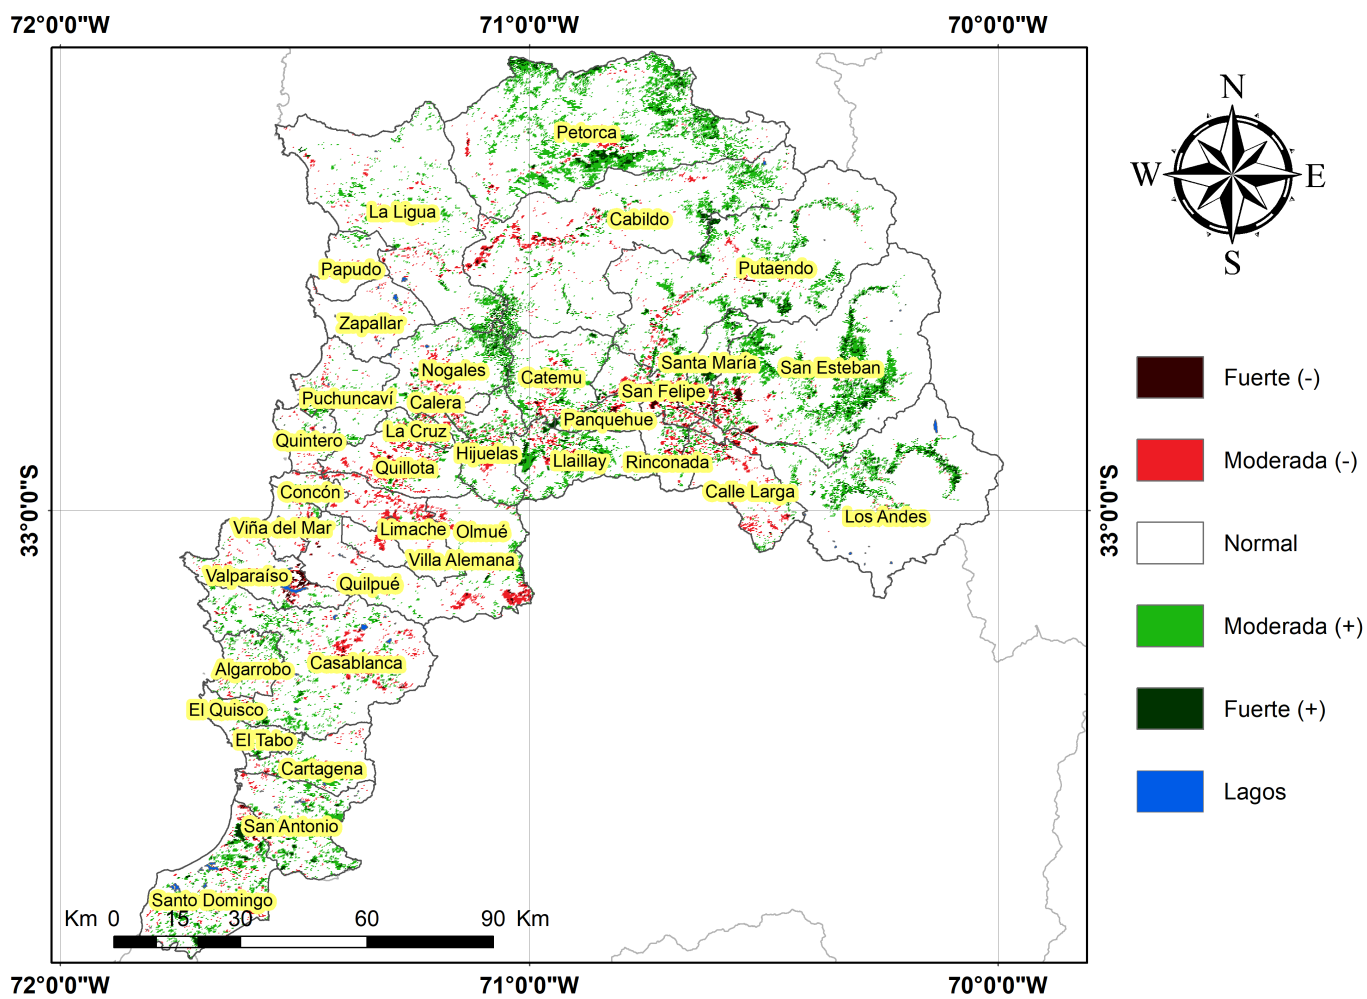 72°0'0"W 71°0'0"W 70°0'0"W
N
W E
S
Petorca
La Ligua
Cabildo
Papudo
Putaendo
Zapallar
Santa María
San Esteban
Nogales
Catemu
San Felipe
Puchuncaví
Calera
Panquehue
La Cruz
Quintero
Hijuelas
Llaillay
Rinconada
Quillota
Concón
Calle Larga
Los Andes
Viña del Mar
Limache
Olmué
Villa Alemana
Valparaíso
Quilpué
Casablanca
Algarrobo
El Quisco
El Tabo
Cartagena
San Antonio
Santo Domingo
33°0'0"S
33°0'0"S
Fuerte (-)
Moderada (-)
Normal
Moderada (+)
Fuerte (+)
Lagos
Km 0 15 30 60 90 Km
72°0'0"W 71°0'0"W 70°0'0"W